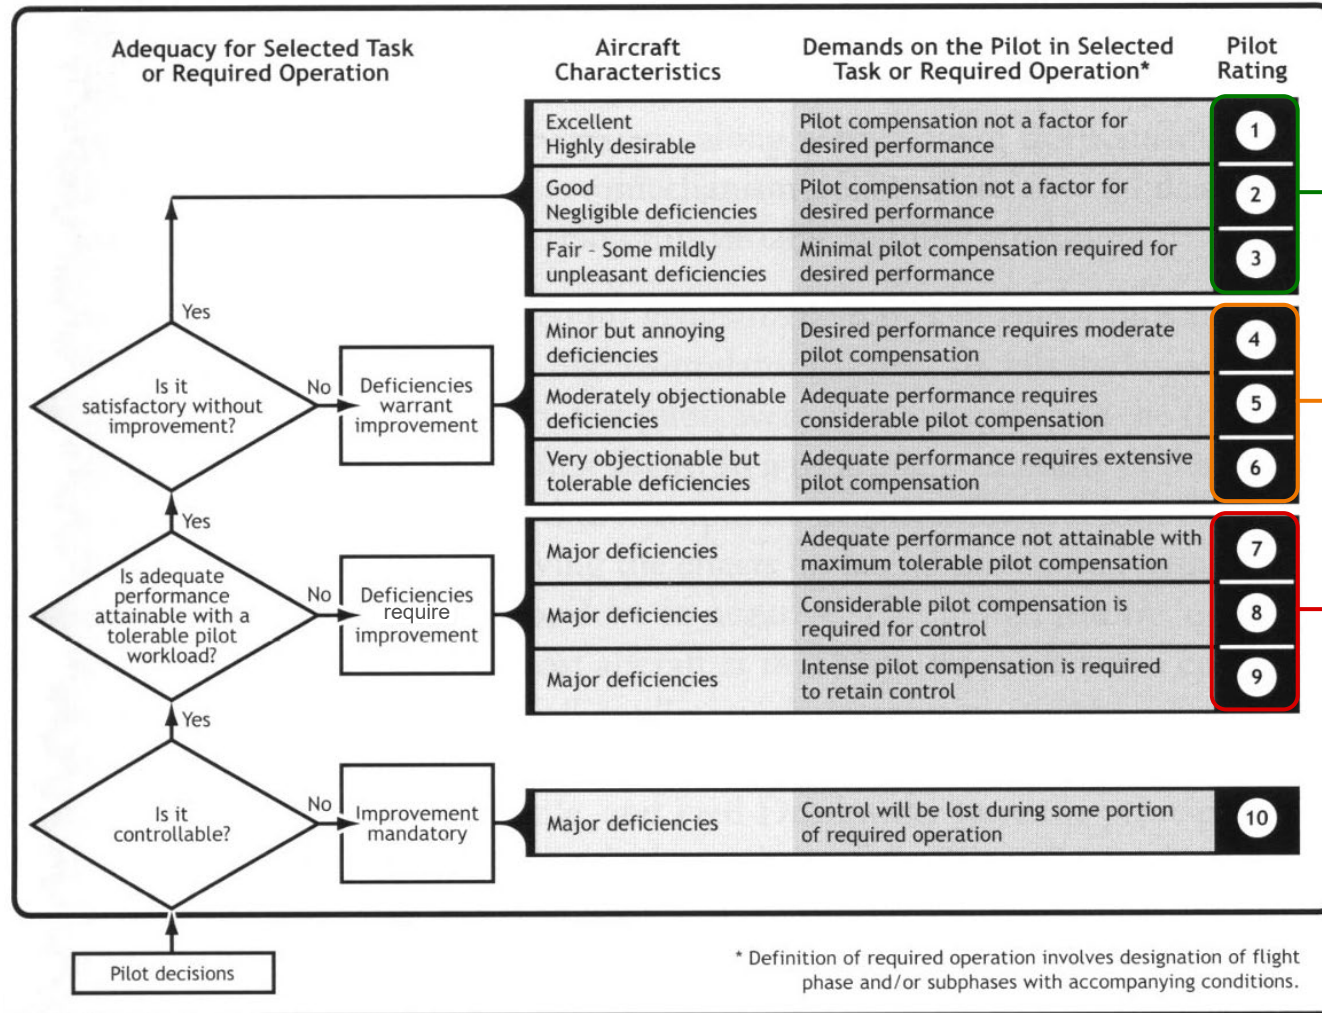 Adequacy for Selected Task
or Required Operation
Aircraft
Characteristics
Demands on the Pilot in Selected
Task or Required Operation*
Pilot
Rating
Excellent
Highly desirable
Pilot compensation not a factor for
desired performance
1
Good
Negligible deficiencies
Pilot compensation not a factor for
desired performance
2
Fair - Some mildly
unpleasant deficiencies
Minimal pilot compensation required for
desired performance
3
Yes
Is it
satisfactory without
improvement?
No
Deficiencies
warrant
improvement
Minor but annoying
deficiencies
Desired performance requires moderate
pilot compensation
4
Moderately objectionable
deficiencies
Adequate performance requires
considerable pilot compensation
5
Very objectionable but
tolerable deficiencies
Adequate performance requires extensive
pilot compensation
6
Yes
Is adequate
performance
attainable with a
tolerable pilot
workload?
No
Deficiencies
require
improvement
Major deficiencies
Adequate performance not attainable with
maximum tolerable pilot compensation
7
Major deficiencies
Considerable pilot compensation is
required for control
8
Major deficiencies
Intense pilot compensation is required
to retain control
9
Yes
Is it
controllable?
No
Improvement
mandatory
Major deficiencies
Control will be lost during some portion
of required operation
10
Pilot decisions
* Definition of required operation involves designation of flight
phase and/or subphases with accompanying conditions.